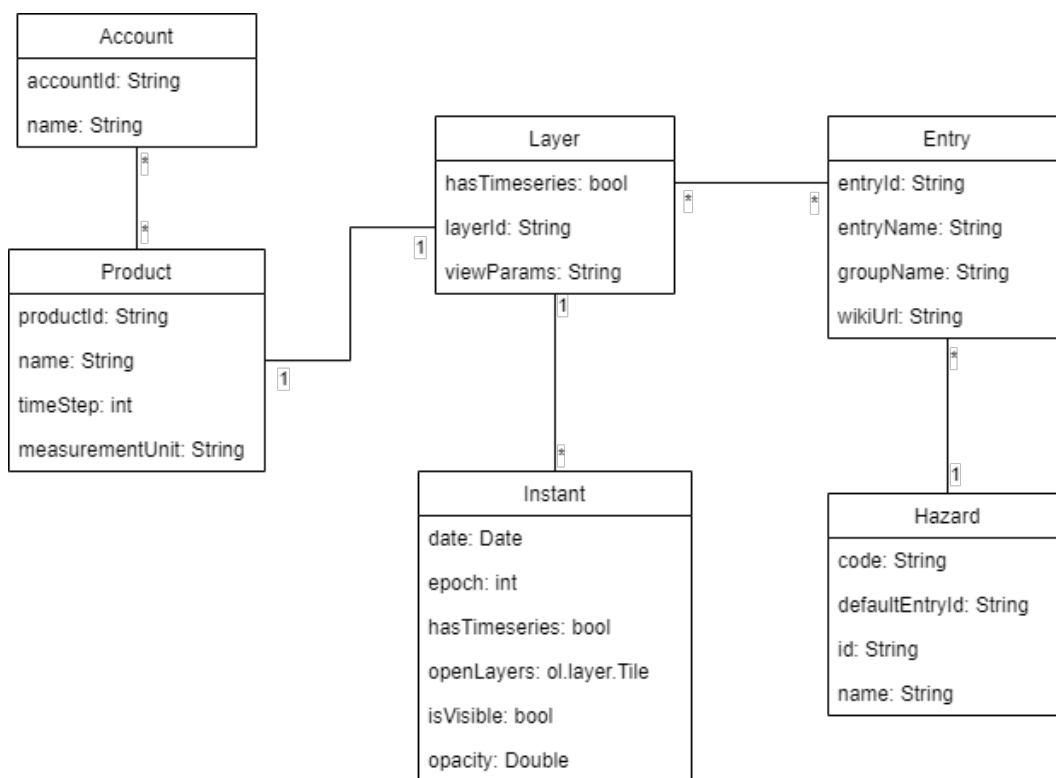 Account
accountId: String
name: String
*
*
Product
productId: String
name: String
timeStep: int
measurementUnit: String
1
1
Layer
hasTimeseries: bool
layerId: String
viewParams: String
*
*
1
*
Entry
entryId: String
entryName: String
groupName: String
wikiUrl: String
*
1
Instant
date: Date
epoch: int
hasTimeseries: bool
openLayers: ol.layer.Tile
isVisible: bool
opacity: Double
Hazard
code: String
defaultEntryId: String
id: String
name: String